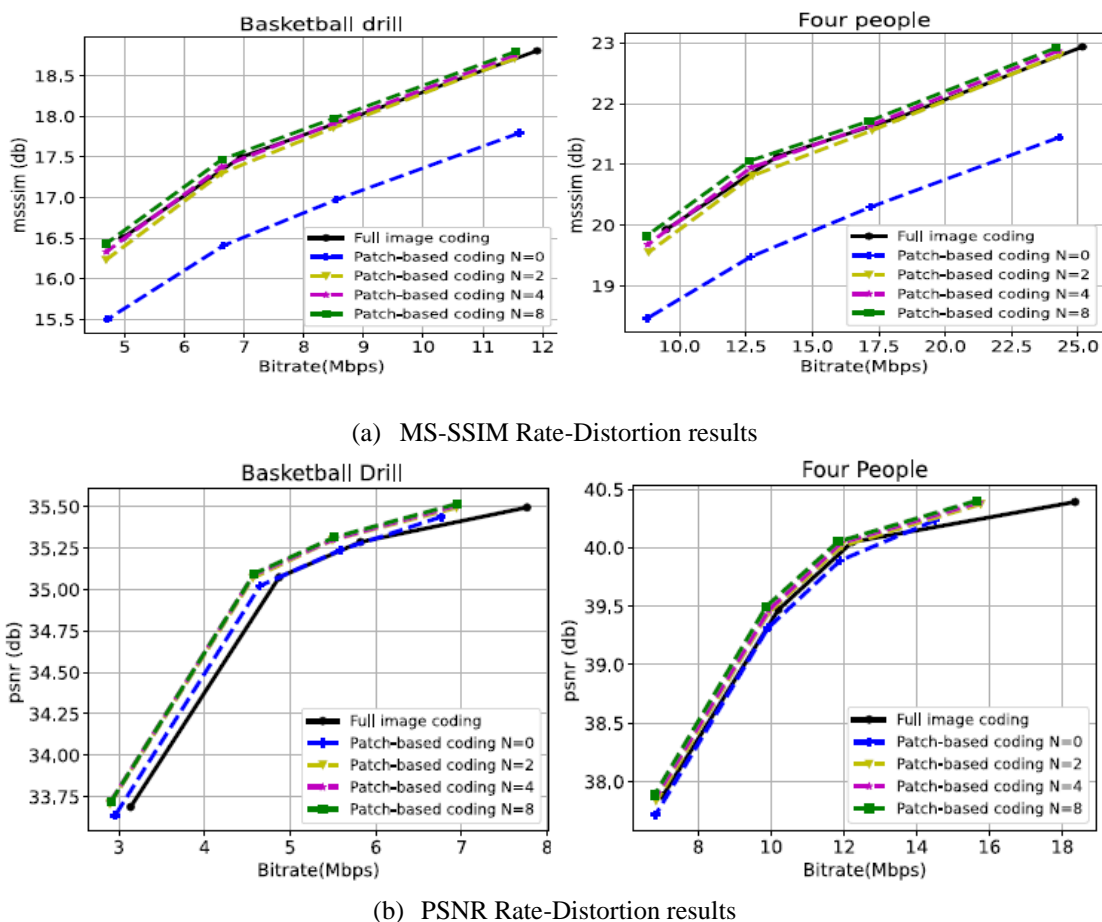 Basketball drill
18.5
18.0
17.5
17.0
16.5
16.0
15.5
msssim (db)
Full image coding
Patch-based coding N=0
Patch-based coding N=2
Patch-based coding N=4
Patch-based coding N=8
5 6 7 8 9 10 11 12
Bitrate(Mbps)
Four people
23
22
21
20
19
msssim (db)
Full image coding
Patch-based coding N=0
Patch-based coding N=2
Patch-based coding N=4
Patch-based coding N=8
10.0 12.5 15.0 17.5 20.0 22.5 25.0
Bitrate(Mbps)
(a) MS-SSIM Rate-Distortion results
Basketball Drill
35.50
35.25
35.00
34.75
34.50
34.25
34.00
33.75
psnr (db)
Full image coding
Patch-based coding N=0
Patch-based coding N=2
Patch-based coding N=4
Patch-based coding N=8
3 4 5 6 7 8
Bitrate(Mbps)
Four People
40.5
40.0
39.5
39.0
38.5
38.0
psnr (db)
Full image coding
Patch-based coding N=0
Patch-based coding N=2
Patch-based coding N=4
Patch-based coding N=8
8 10 12 14 16 18
Bitrate(Mbps)
(b) PSNR Rate-Distortion results